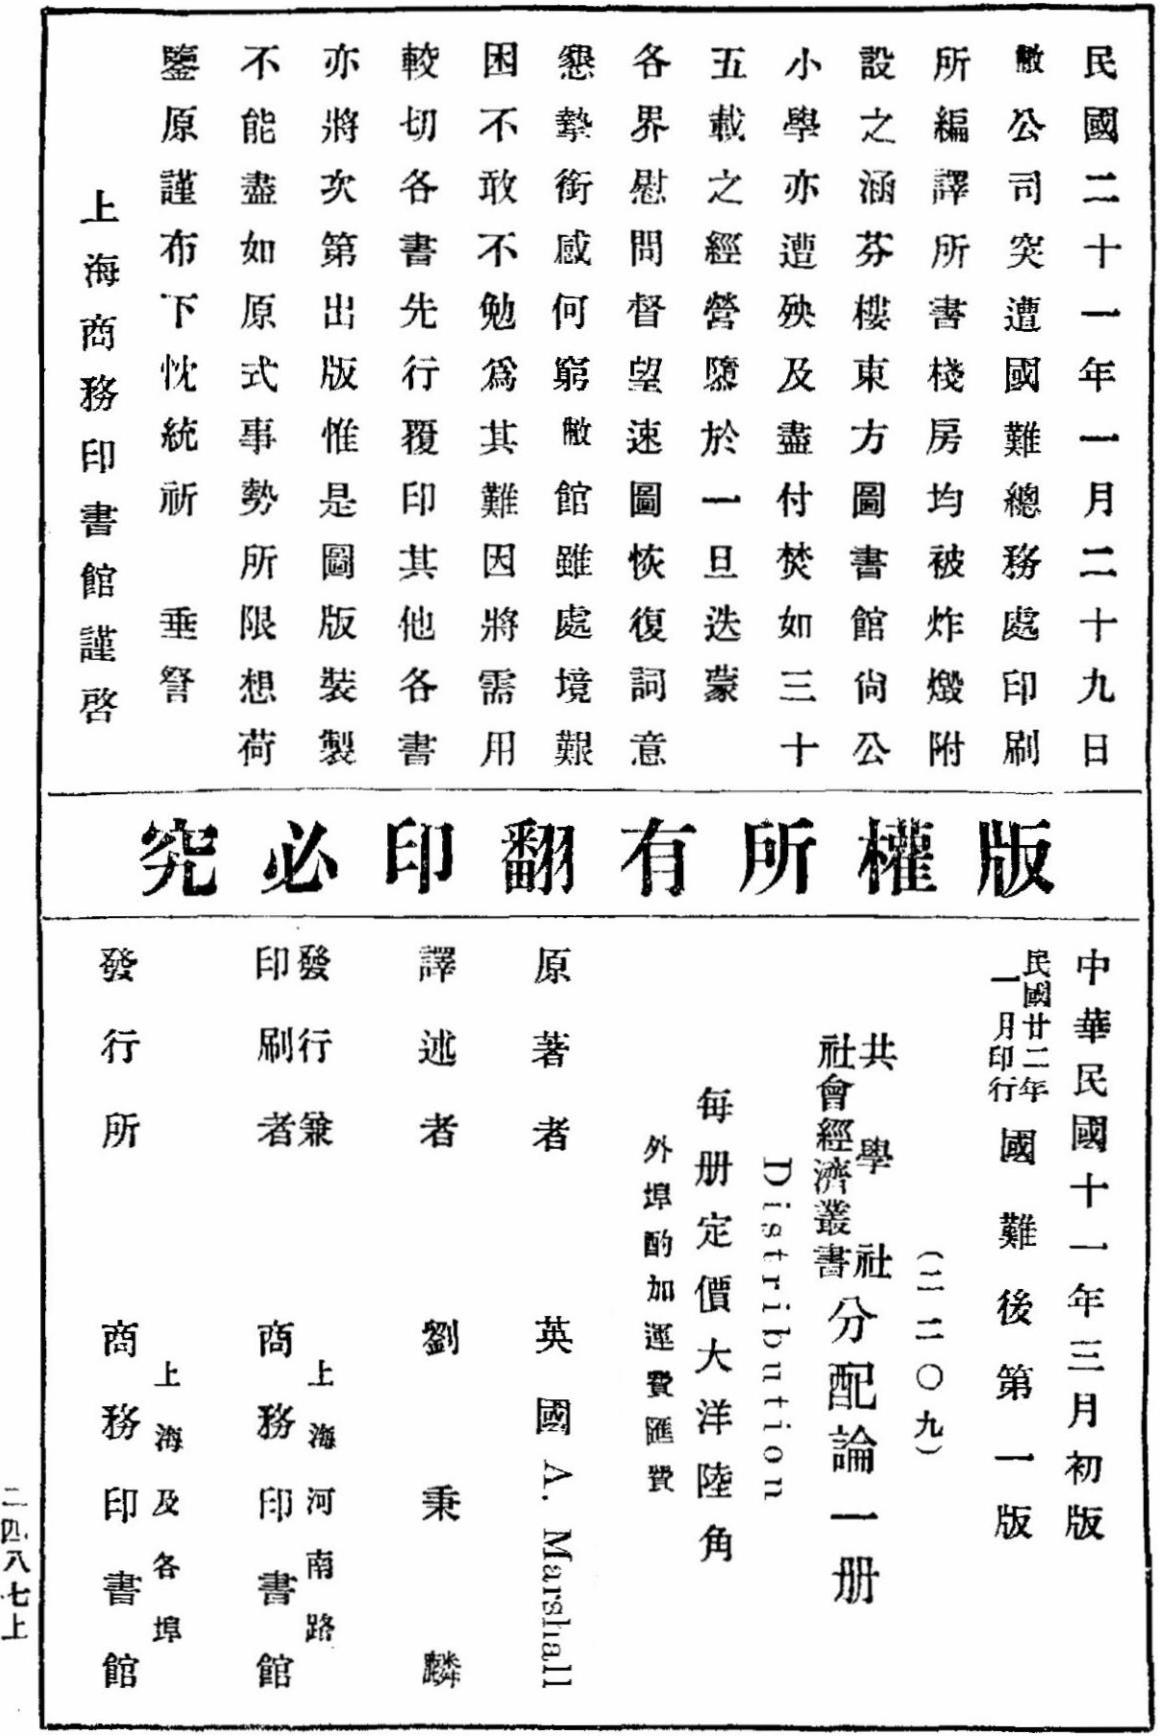 民國二十一年一月二十九日
敝公司突遭國難總務處印刷
所編譯所書棧房均被炸燬附
設之涵芬樓東方圖書館尙公
小學亦遭殃及盡付焚如三十
五載之經營隳於一旦迭蒙
各界慰問督望速圖恢復詞意
懇摯銜感何窮敝館雖處境艱
困不敢不勉爲其難因將需用
較切各書先行覆印其他各書
亦將次第出版惟是圖版裝製
不能盡如原式事勢所限想荷
鑒原謹布下忱統祈 垂詧
上海商務印書館謹啓
版權所有翻印必究
中華民國十一年三月初版
民國廿二年
一月印行
國難後第一版
(二二〇九)
共學社
社會經濟叢書
分配論一册
Distribution
每册定價大洋陸角
外埠酌加運費匯費
原著者 英國 A. Marshall
譯述者 劉秉麟
發行兼
印刷者
上海河南路
商務印書館
發行所
上海及各埠
商務印書館
二四八七上